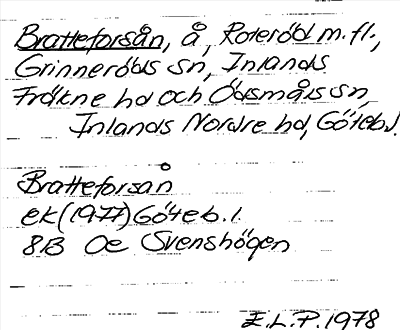 Bratteforsån, å, Roteröd m.fl.,
Grinneröds sn, Inlands
Fräkne hd och Ödsmåls sn,
Inlands Nordre hd, Göteb.l.
Bratteforsån
ek (1977) Göteb. l.
8B Oe Svenshögen
E.L.P. 1978